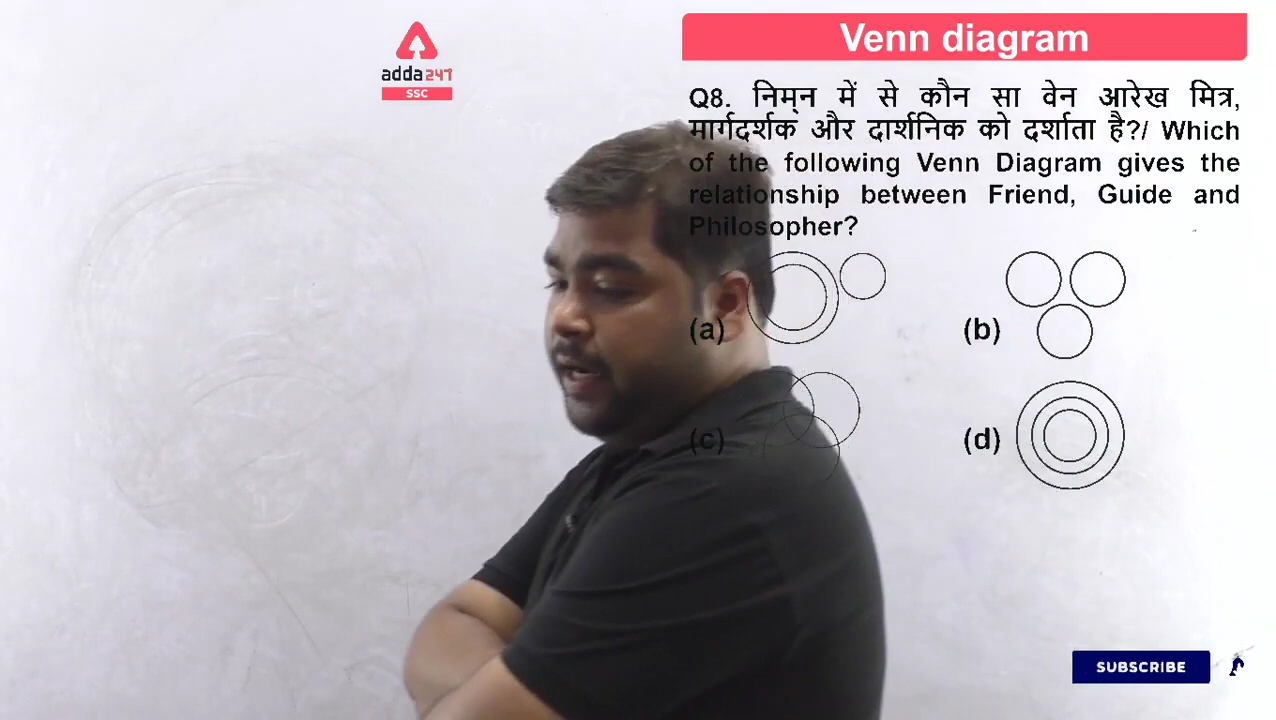 Venn diagram
adda247
SSC
Q8. निम्न में से कौन सा वेन आरेख मित्र,
मार्गदर्शक और दार्शनिक को दर्शाता है?/ Which
of the following Venn Diagram gives the
relationship between Friend, Guide and
Philosopher?
(a)
(b)
(c)
(d)
SUBSCRIBE